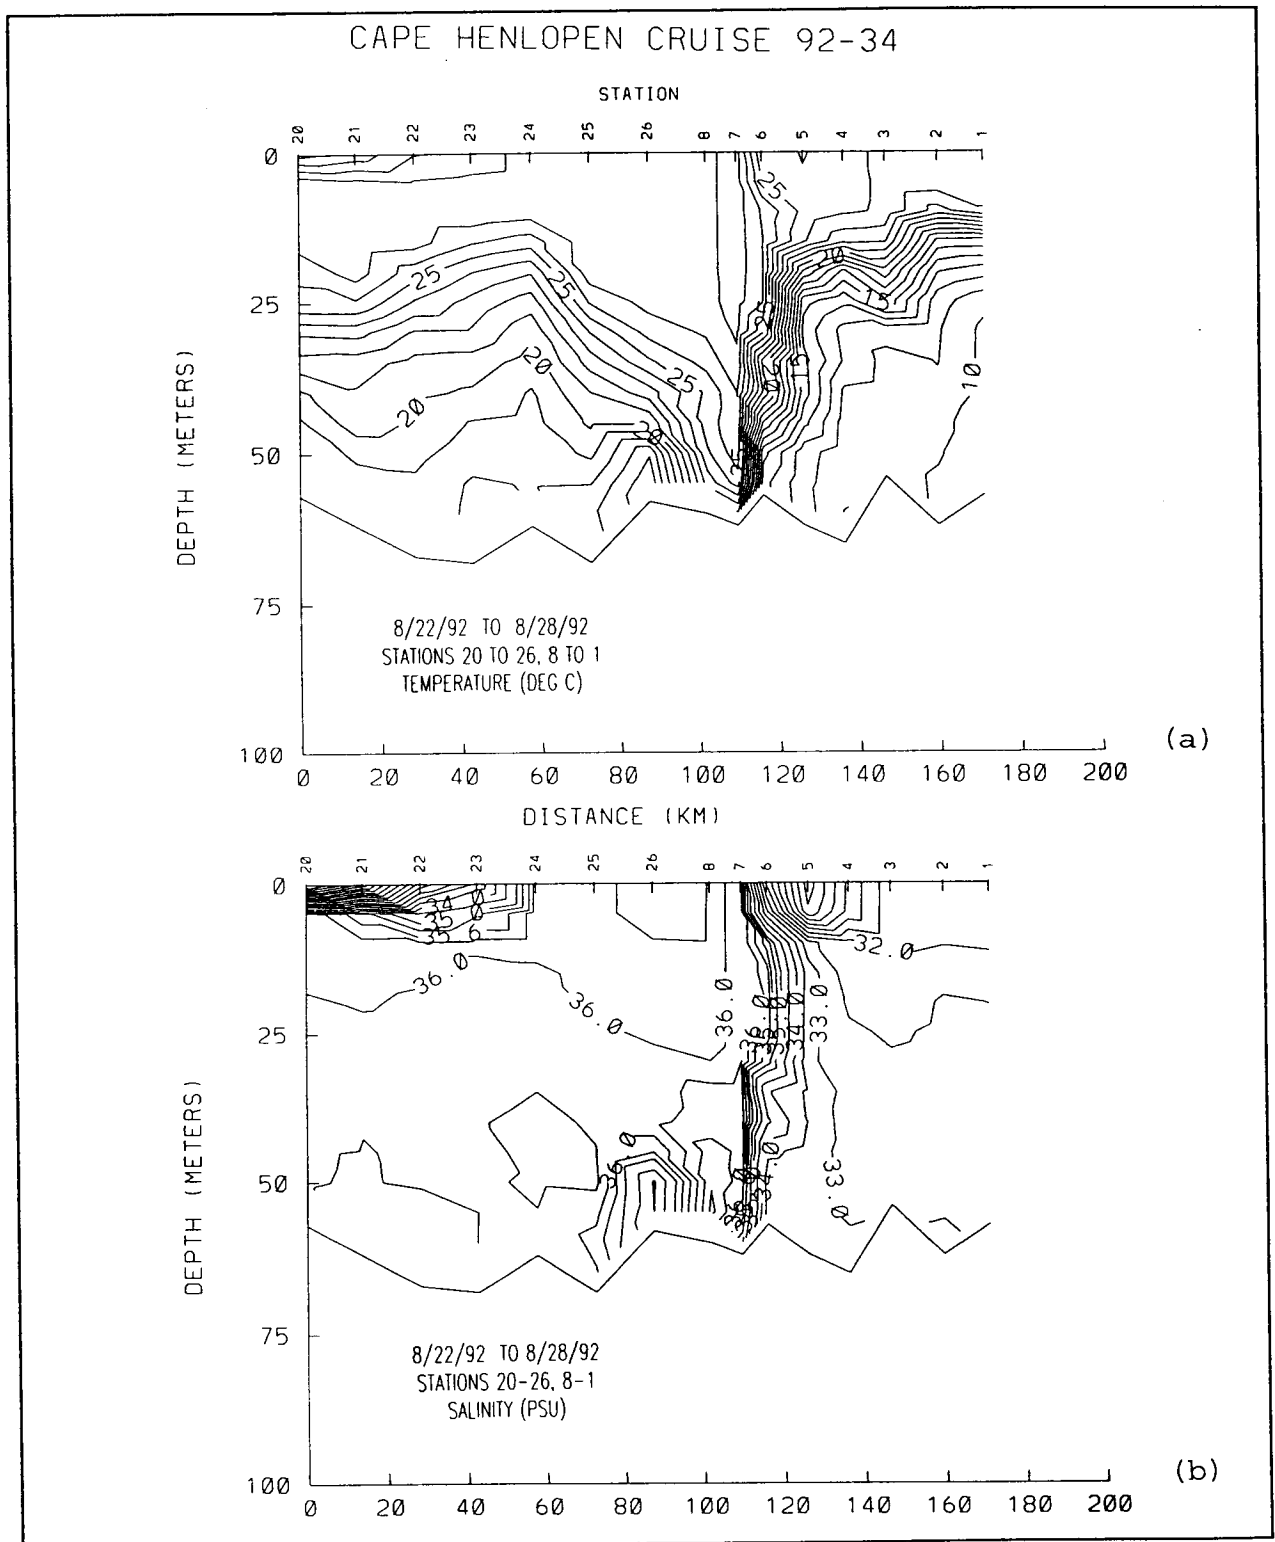 CAPE HENLOPEN CRUISE 92-34
STATION
20 21 22 23 24 25 26 8 7 6 5 4 3 2 1
0
25
50
75
100
DEPTH (METERS)
25 25 25 20 20 20 25 20 15 15 20 25 10
8/22/92 TO 8/28/92
STATIONS 20 TO 26, 8 TO 1
TEMPERATURE (DEG C)
(a)
0 20 40 60 80 100 120 140 160 180 200
DISTANCE (KM)
20 21 22 23 24 25 26 8 7 6 5 4 3 2 1
0
25
50
75
100
DEPTH (METERS)
36.0 36.0 36.0 34.0 33.0 32.0 33.0
8/22/92 TO 8/28/92
STATIONS 20-26, 8-1
SALINITY (PSU)
(b)
0 20 40 60 80 100 120 140 160 180 200